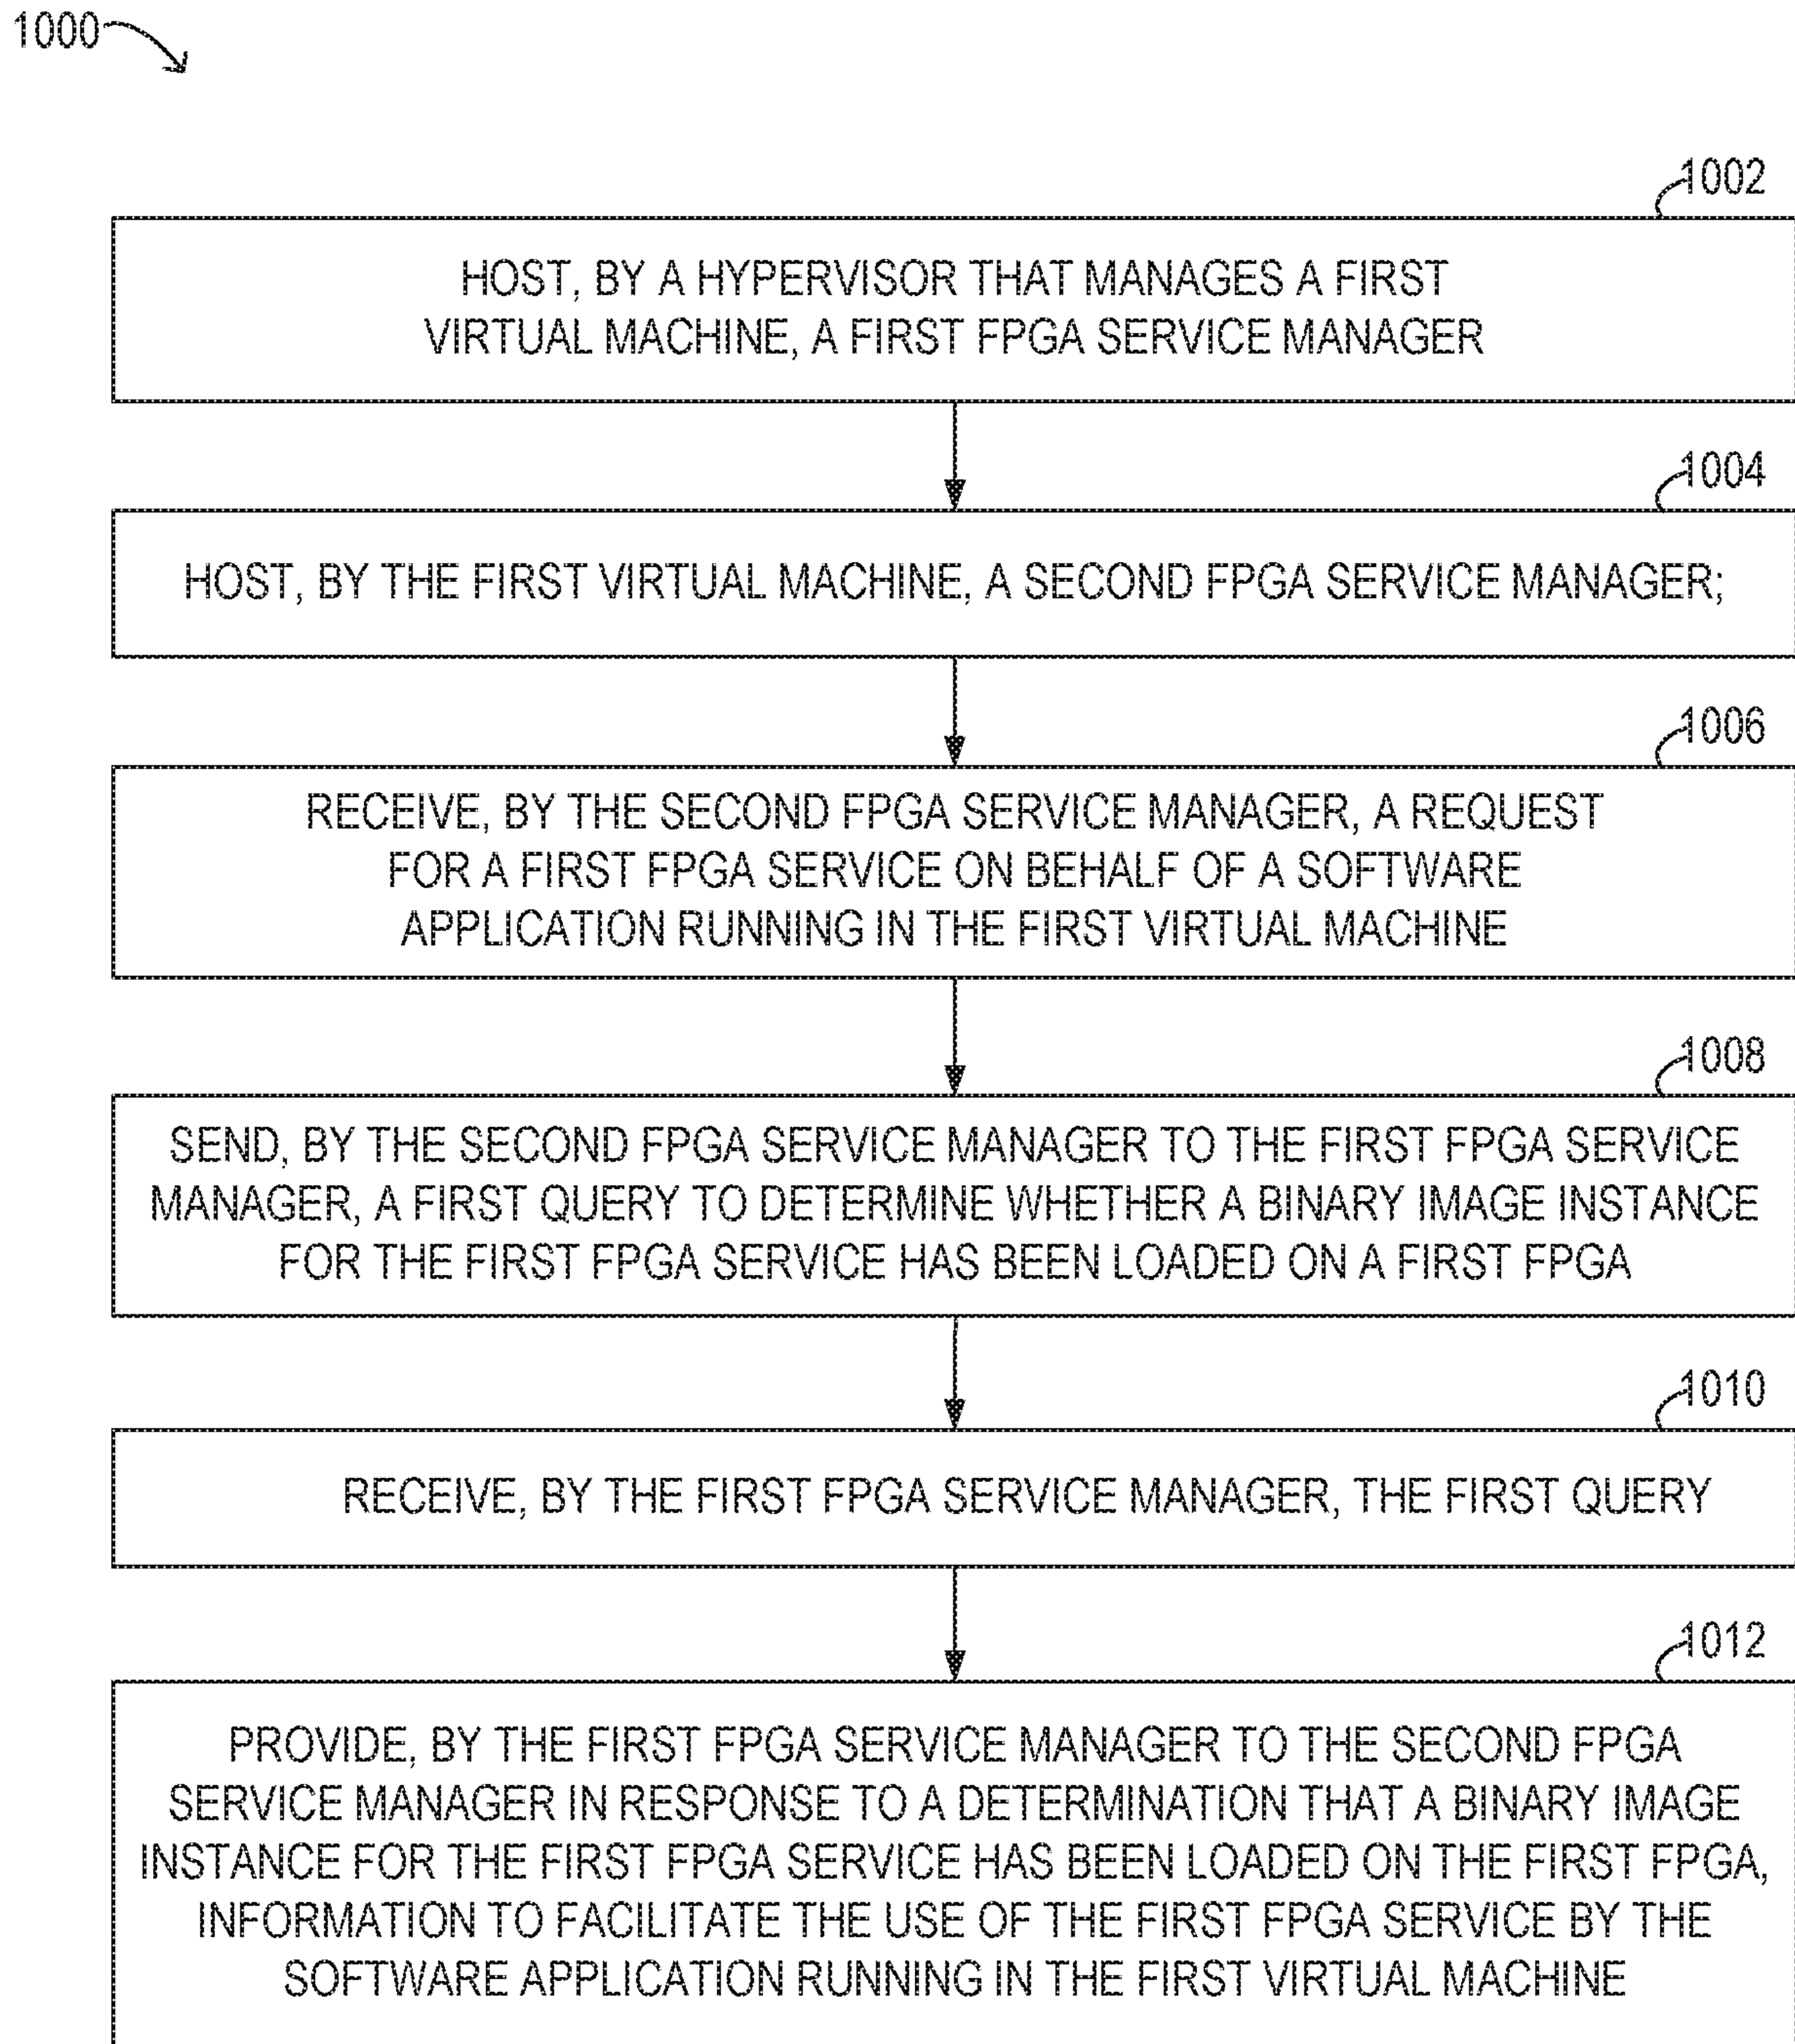 1000
1002
HOST, BY A HYPERVISOR THAT MANAGES A FIRST
VIRTUAL MACHINE, A FIRST FPGA SERVICE MANAGER
1004
HOST, BY THE FIRST VIRTUAL MACHINE, A SECOND FPGA SERVICE MANAGER;
1006
RECEIVE, BY THE SECOND FPGA SERVICE MANAGER, A REQUEST
FOR A FIRST FPGA SERVICE ON BEHALF OF A SOFTWARE
APPLICATION RUNNING IN THE FIRST VIRTUAL MACHINE
1008
SEND, BY THE SECOND FPGA SERVICE MANAGER TO THE FIRST FPGA SERVICE
MANAGER, A FIRST QUERY TO DETERMINE WHETHER A BINARY IMAGE INSTANCE
FOR THE FIRST FPGA SERVICE HAS BEEN LOADED ON A FIRST FPGA
1010
RECEIVE, BY THE FIRST FPGA SERVICE MANAGER, THE FIRST QUERY
1012
PROVIDE, BY THE FIRST FPGA SERVICE MANAGER TO THE SECOND FPGA
SERVICE MANAGER IN RESPONSE TO A DETERMINATION THAT A BINARY IMAGE
INSTANCE FOR THE FIRST FPGA SERVICE HAS BEEN LOADED ON THE FIRST FPGA,
INFORMATION TO FACILITATE THE USE OF THE FIRST FPGA SERVICE BY THE
SOFTWARE APPLICATION RUNNING IN THE FIRST VIRTUAL MACHINE